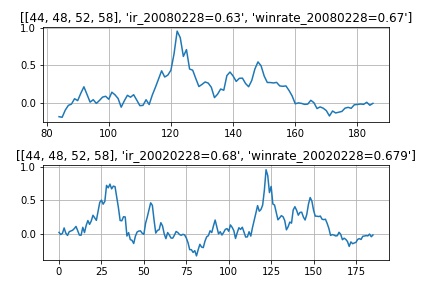 [[44, 48, 52, 58], 'ir_20080228=0.63', 'winrate_20080228=0.67']
1.0
0.5
0.0
80 100 120 140 160 180
[[44, 48, 52, 58], 'ir_20020228=0.68', 'winrate_20020228=0.679']
1.0
0.5
0.0
0 25 50 75 100 125 150 175